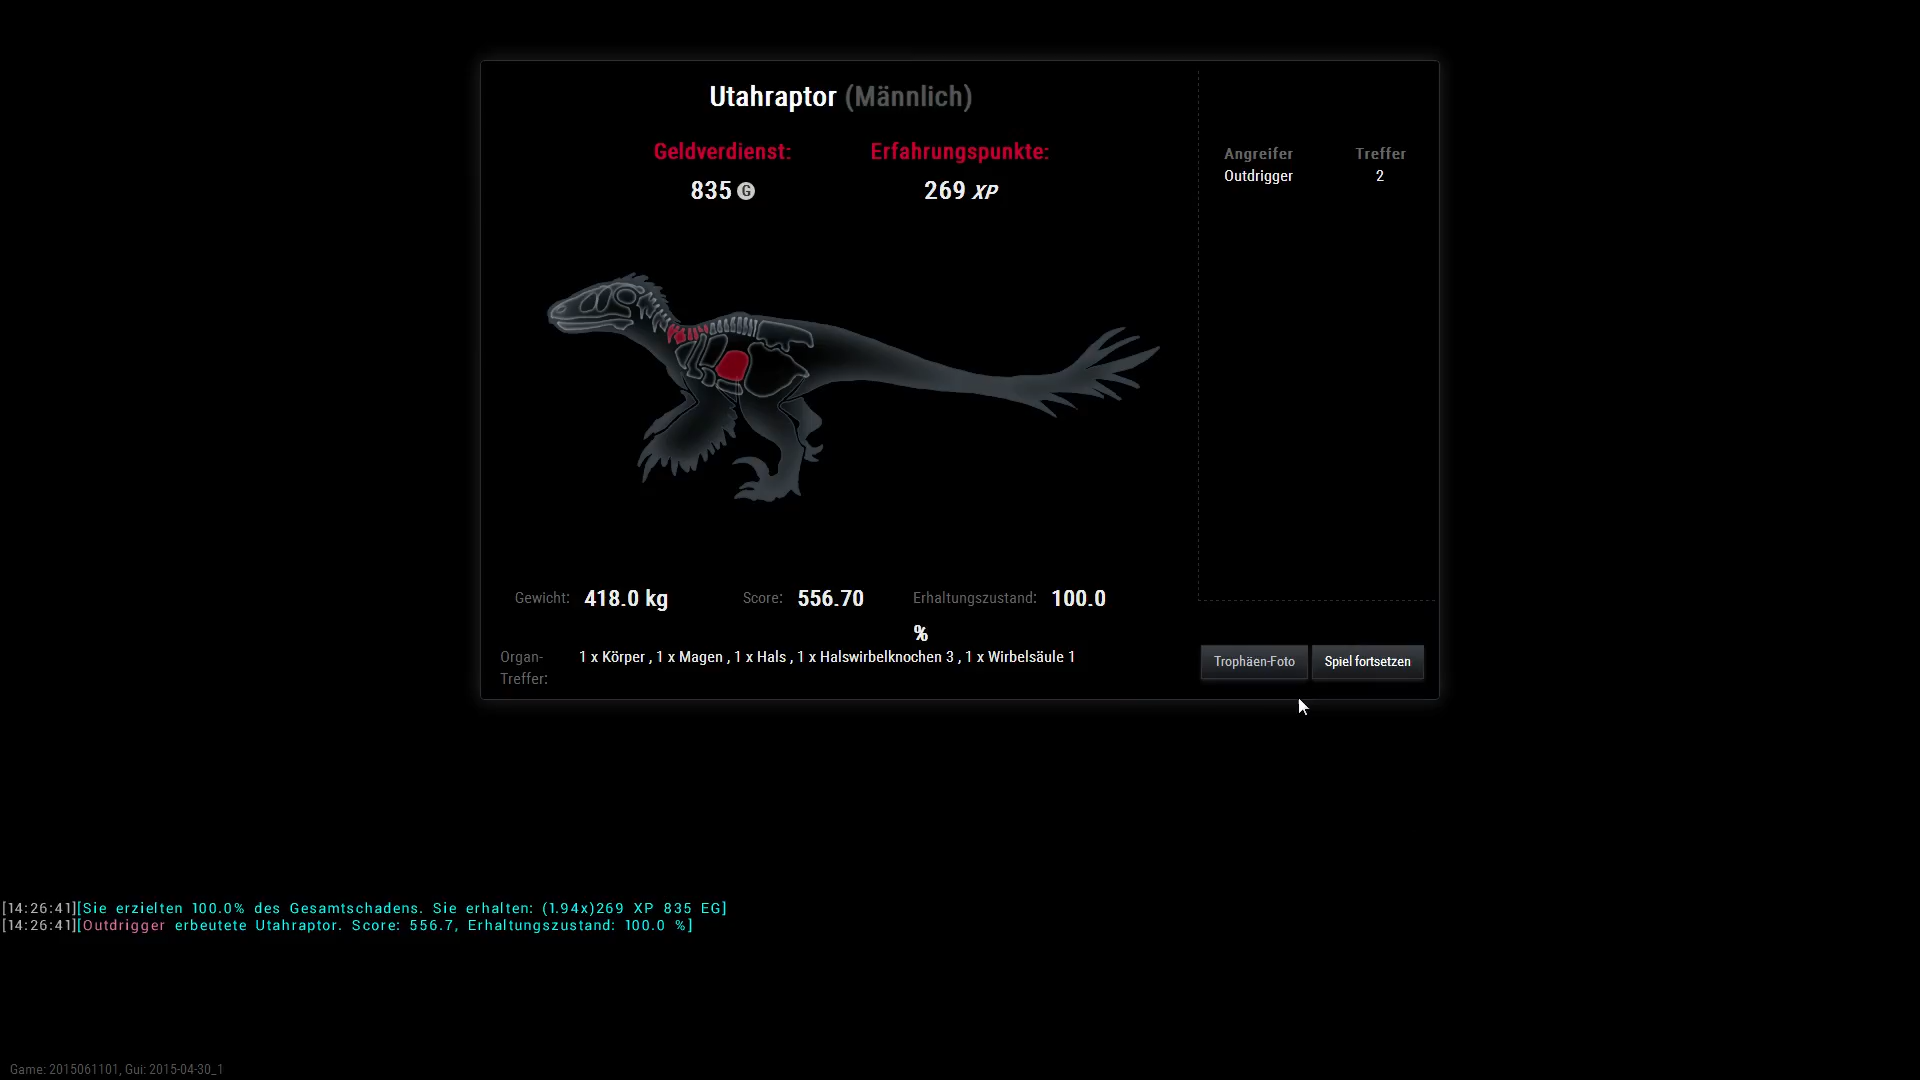 Utahraptor (Männlich)
Geldverdienst: Erfahrungspunkte:
835 G 269 XP
Angreifer Treffer
Outdrigger 2
Gewicht: 418.0 kg Score: 556.70 Erhaltungszustand: 100.0
%
Organ- 1 x Körper , 1 x Magen , 1 x Hals , 1 x Halswirbelknochen 3 , 1 x Wirbelsäule 1
Treffer:
Trophäen-Foto Spiel fortsetzen
[14:26:41][Sie erzielten 100.0% des Gesamtschadens. Sie erhalten: (1.94x)269 XP 835 EG]
[14:26:41][Outdrigger erbeutete Utahraptor. Score: 556.7, Erhaltungszustand: 100.0 %]
Game: 2015061101, Gui: 2015-04-30_1